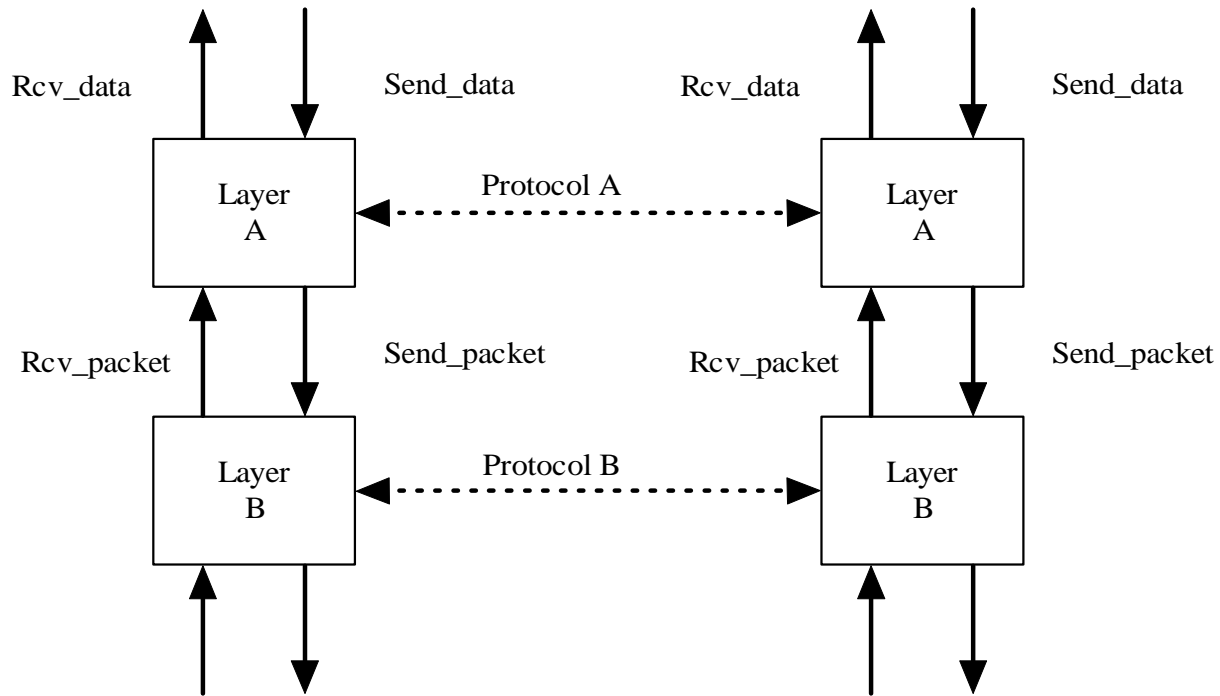 Rcv_data
Send_data
Rcv_data
Send_data
Layer
A
Protocol A
Layer
A
Rcv_packet
Send_packet
Rcv_packet
Send_packet
Layer
B
Protocol B
Layer
B